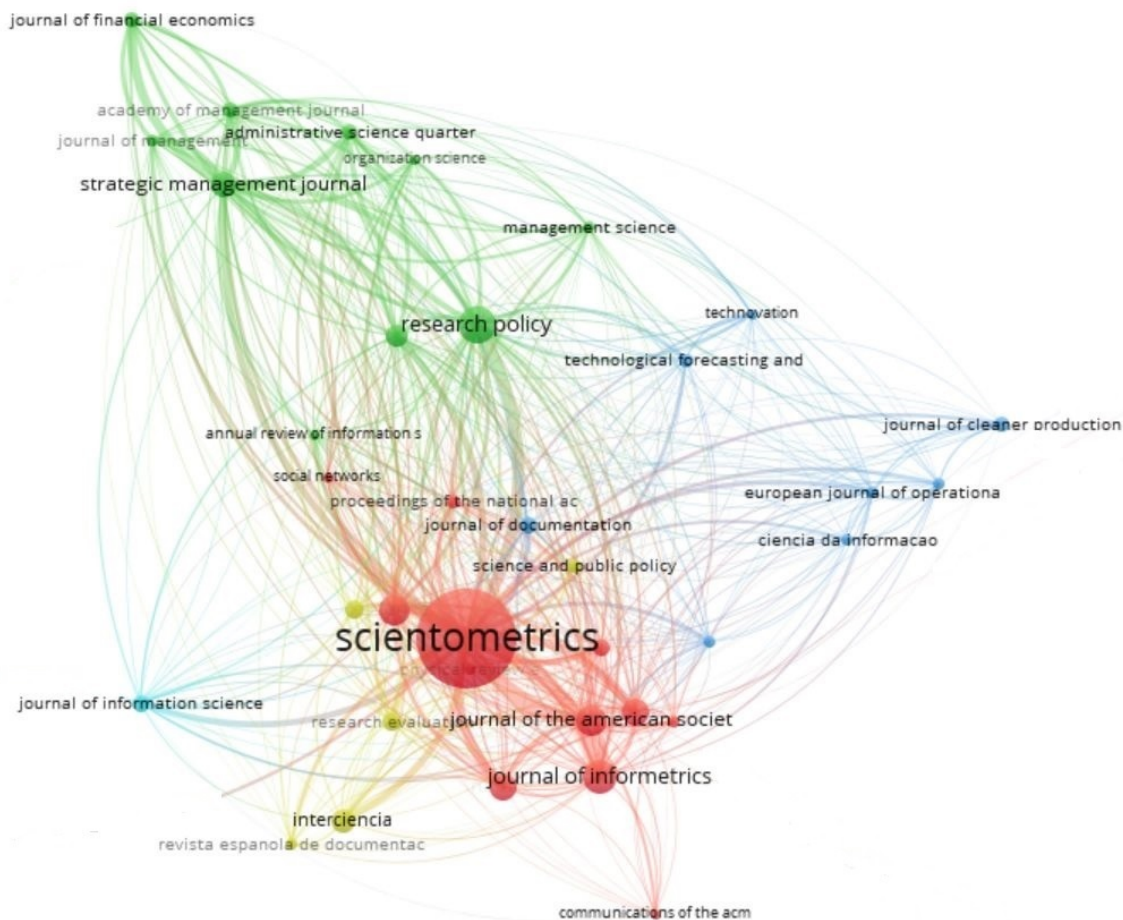 journal of financial economics
academy of management journal
administrative science quarter
journal of management
organization science
strategic management journal
management science
technovation
research policy
technological forecasting and
journal of cleaner production
annual review of information s
social networks
european journal of operationa
proceedings of the national ac
journal of documentation
ciencia da informacao
science and public policy
scientometrics
journal of information science
research evaluation
journal of the american societ
journal of informetrics
interciencia
revista espanola de documentac
communications of the acm